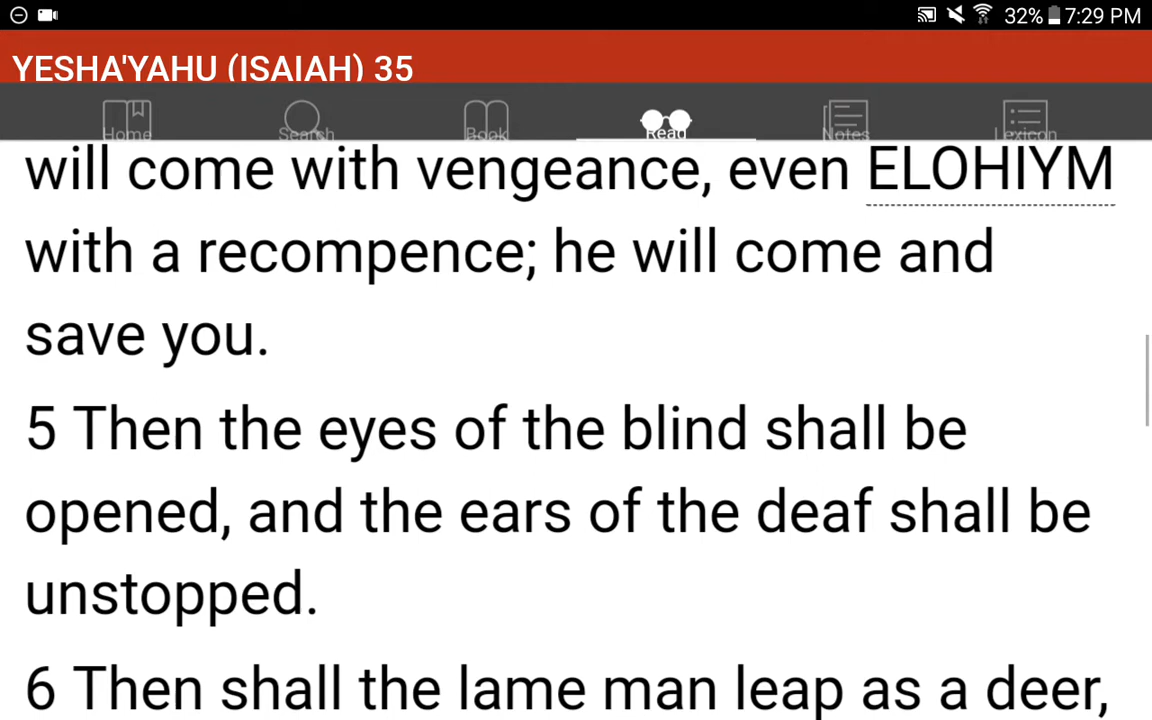 32% 7:29 PM
YESHA'YAHU (ISAIAH) 35
Home Search Book Read Notes Lexicon
will come with vengeance, even ELOHIYM
with a recompence; he will come and
save you.
5 Then the eyes of the blind shall be
opened, and the ears of the deaf shall be
unstopped.
6 Then shall the lame man leap as a deer,